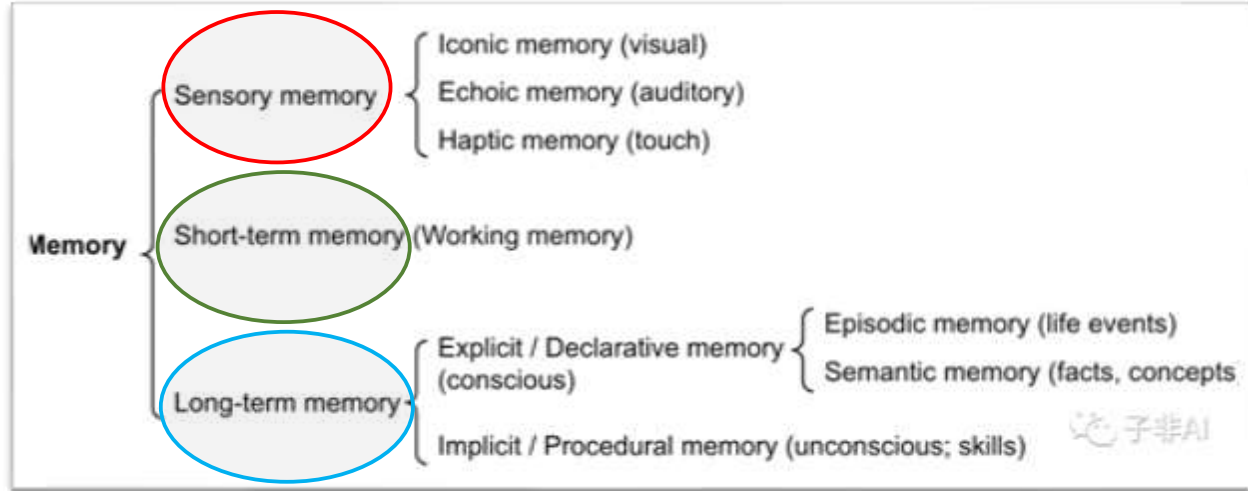 Iconic memory (visual)
Sensory memory
Echoic memory (auditory)
Haptic memory (touch)
Memory
Short-term memory (Working memory)
Episodic memory (life events)
Explicit / Declarative memory
(conscious)
Semantic memory (facts, concepts
Long-term memory
Implicit / Procedural memory (unconscious; skills)
子非AI